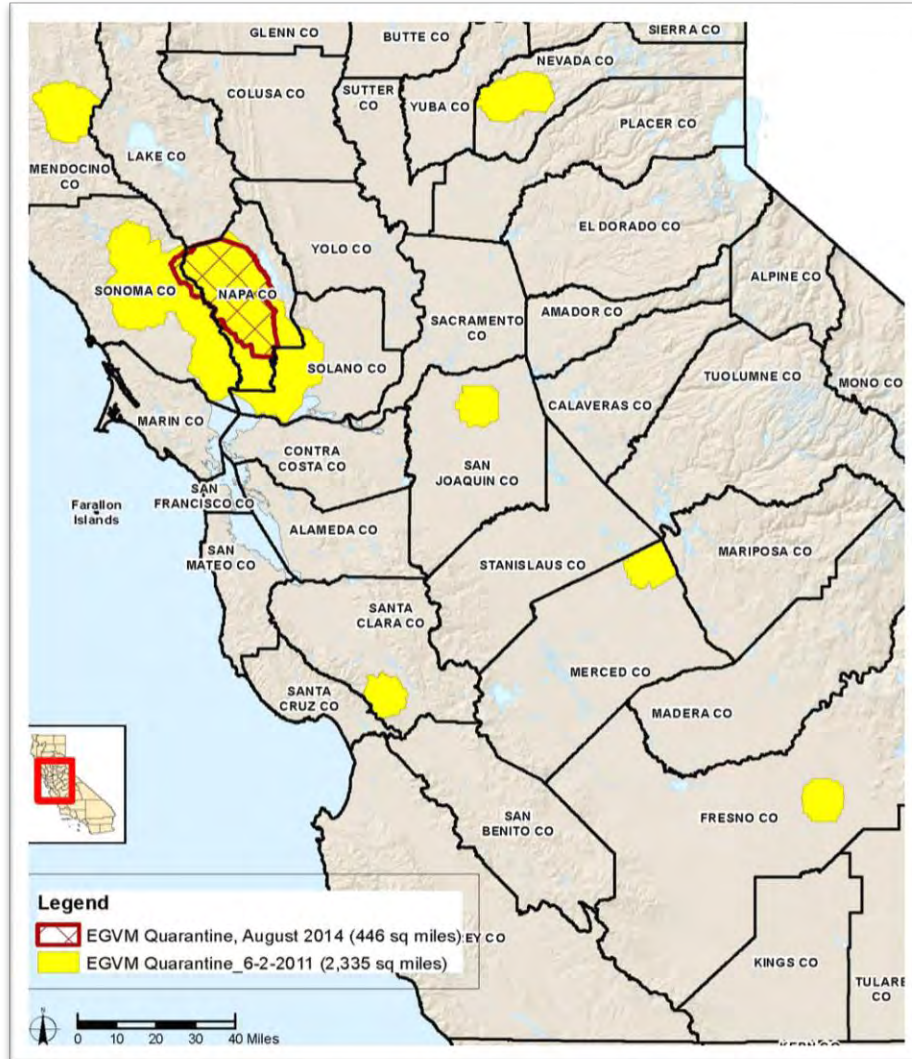 GLENN CO
BUTTE CO
SIERRA CO
NEVADA CO
COLUSA CO
SUTTER
CO
YUBA CO
PLACER CO
LAKE CO
MENDOCINO
CO
EL DORADO CO
YOLO CO
ALPINE CO
SONOMA CO
NAPA CO
SACRAMENTO
CO
AMADOR CO
SOLANO CO
TUOLUMNE CO
MONO CO
CALAVERAS CO
MARIN CO
CONTRA
COSTA CO
SAN
JOAQUIN CO
SAN
FRANCISCO CO
Farallon
Islands
ALAMEDA CO
SAN
MATEO CO
STANISLAUS CO
MARIPOSA CO
SANTA
CLARA CO
MERCED CO
SANTA
CRUZ CO
MADERA CO
SAN
BENITO CO
FRESNO CO
Legend
EGVM Quarantine, August 2014 (446 sq miles)
EY CO
EGVM Quarantine_6-2-2011 (2,335 sq miles)
KINGS CO
TULARE
CO
N
0 10 20 30 40 Miles